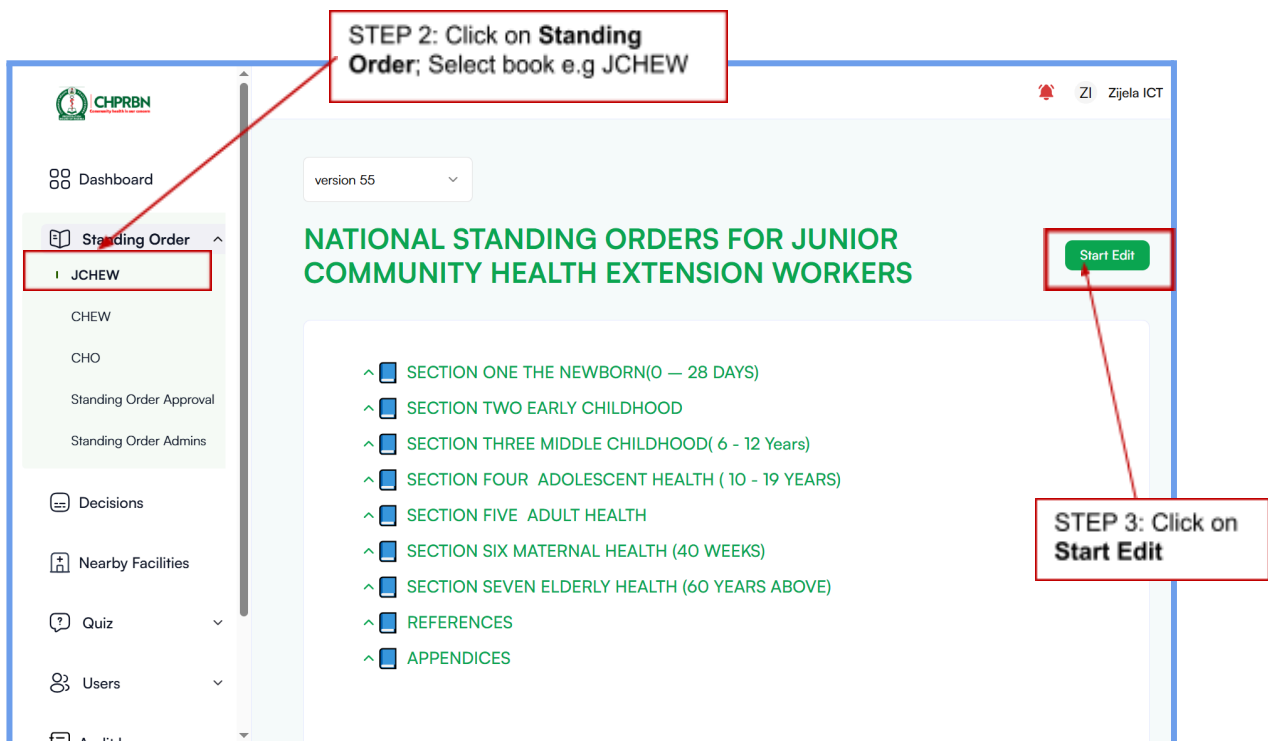 STEP 2: Click on Standing
Order; Select book e.g JCHEW
CHPRBN
ZI Zijela ICT
Dashboard
Standing Order
JCHEW
CHEW
CHO
Standing Order Approval
Standing Order Admins
Decisions
Nearby Facilities
Quiz
Users
version 55
NATIONAL STANDING ORDERS FOR JUNIOR
COMMUNITY HEALTH EXTENSION WORKERS
Start Edit
SECTION ONE THE NEWBORN(0 — 28 DAYS)
SECTION TWO EARLY CHILDHOOD
SECTION THREE MIDDLE CHILDHOOD( 6 - 12 Years)
SECTION FOUR  ADOLESCENT HEALTH ( 10 - 19 YEARS)
SECTION FIVE  ADULT HEALTH
SECTION SIX MATERNAL HEALTH (40 WEEKS)
SECTION SEVEN ELDERLY HEALTH (60 YEARS ABOVE)
REFERENCES
APPENDICES
STEP 3: Click on
Start Edit